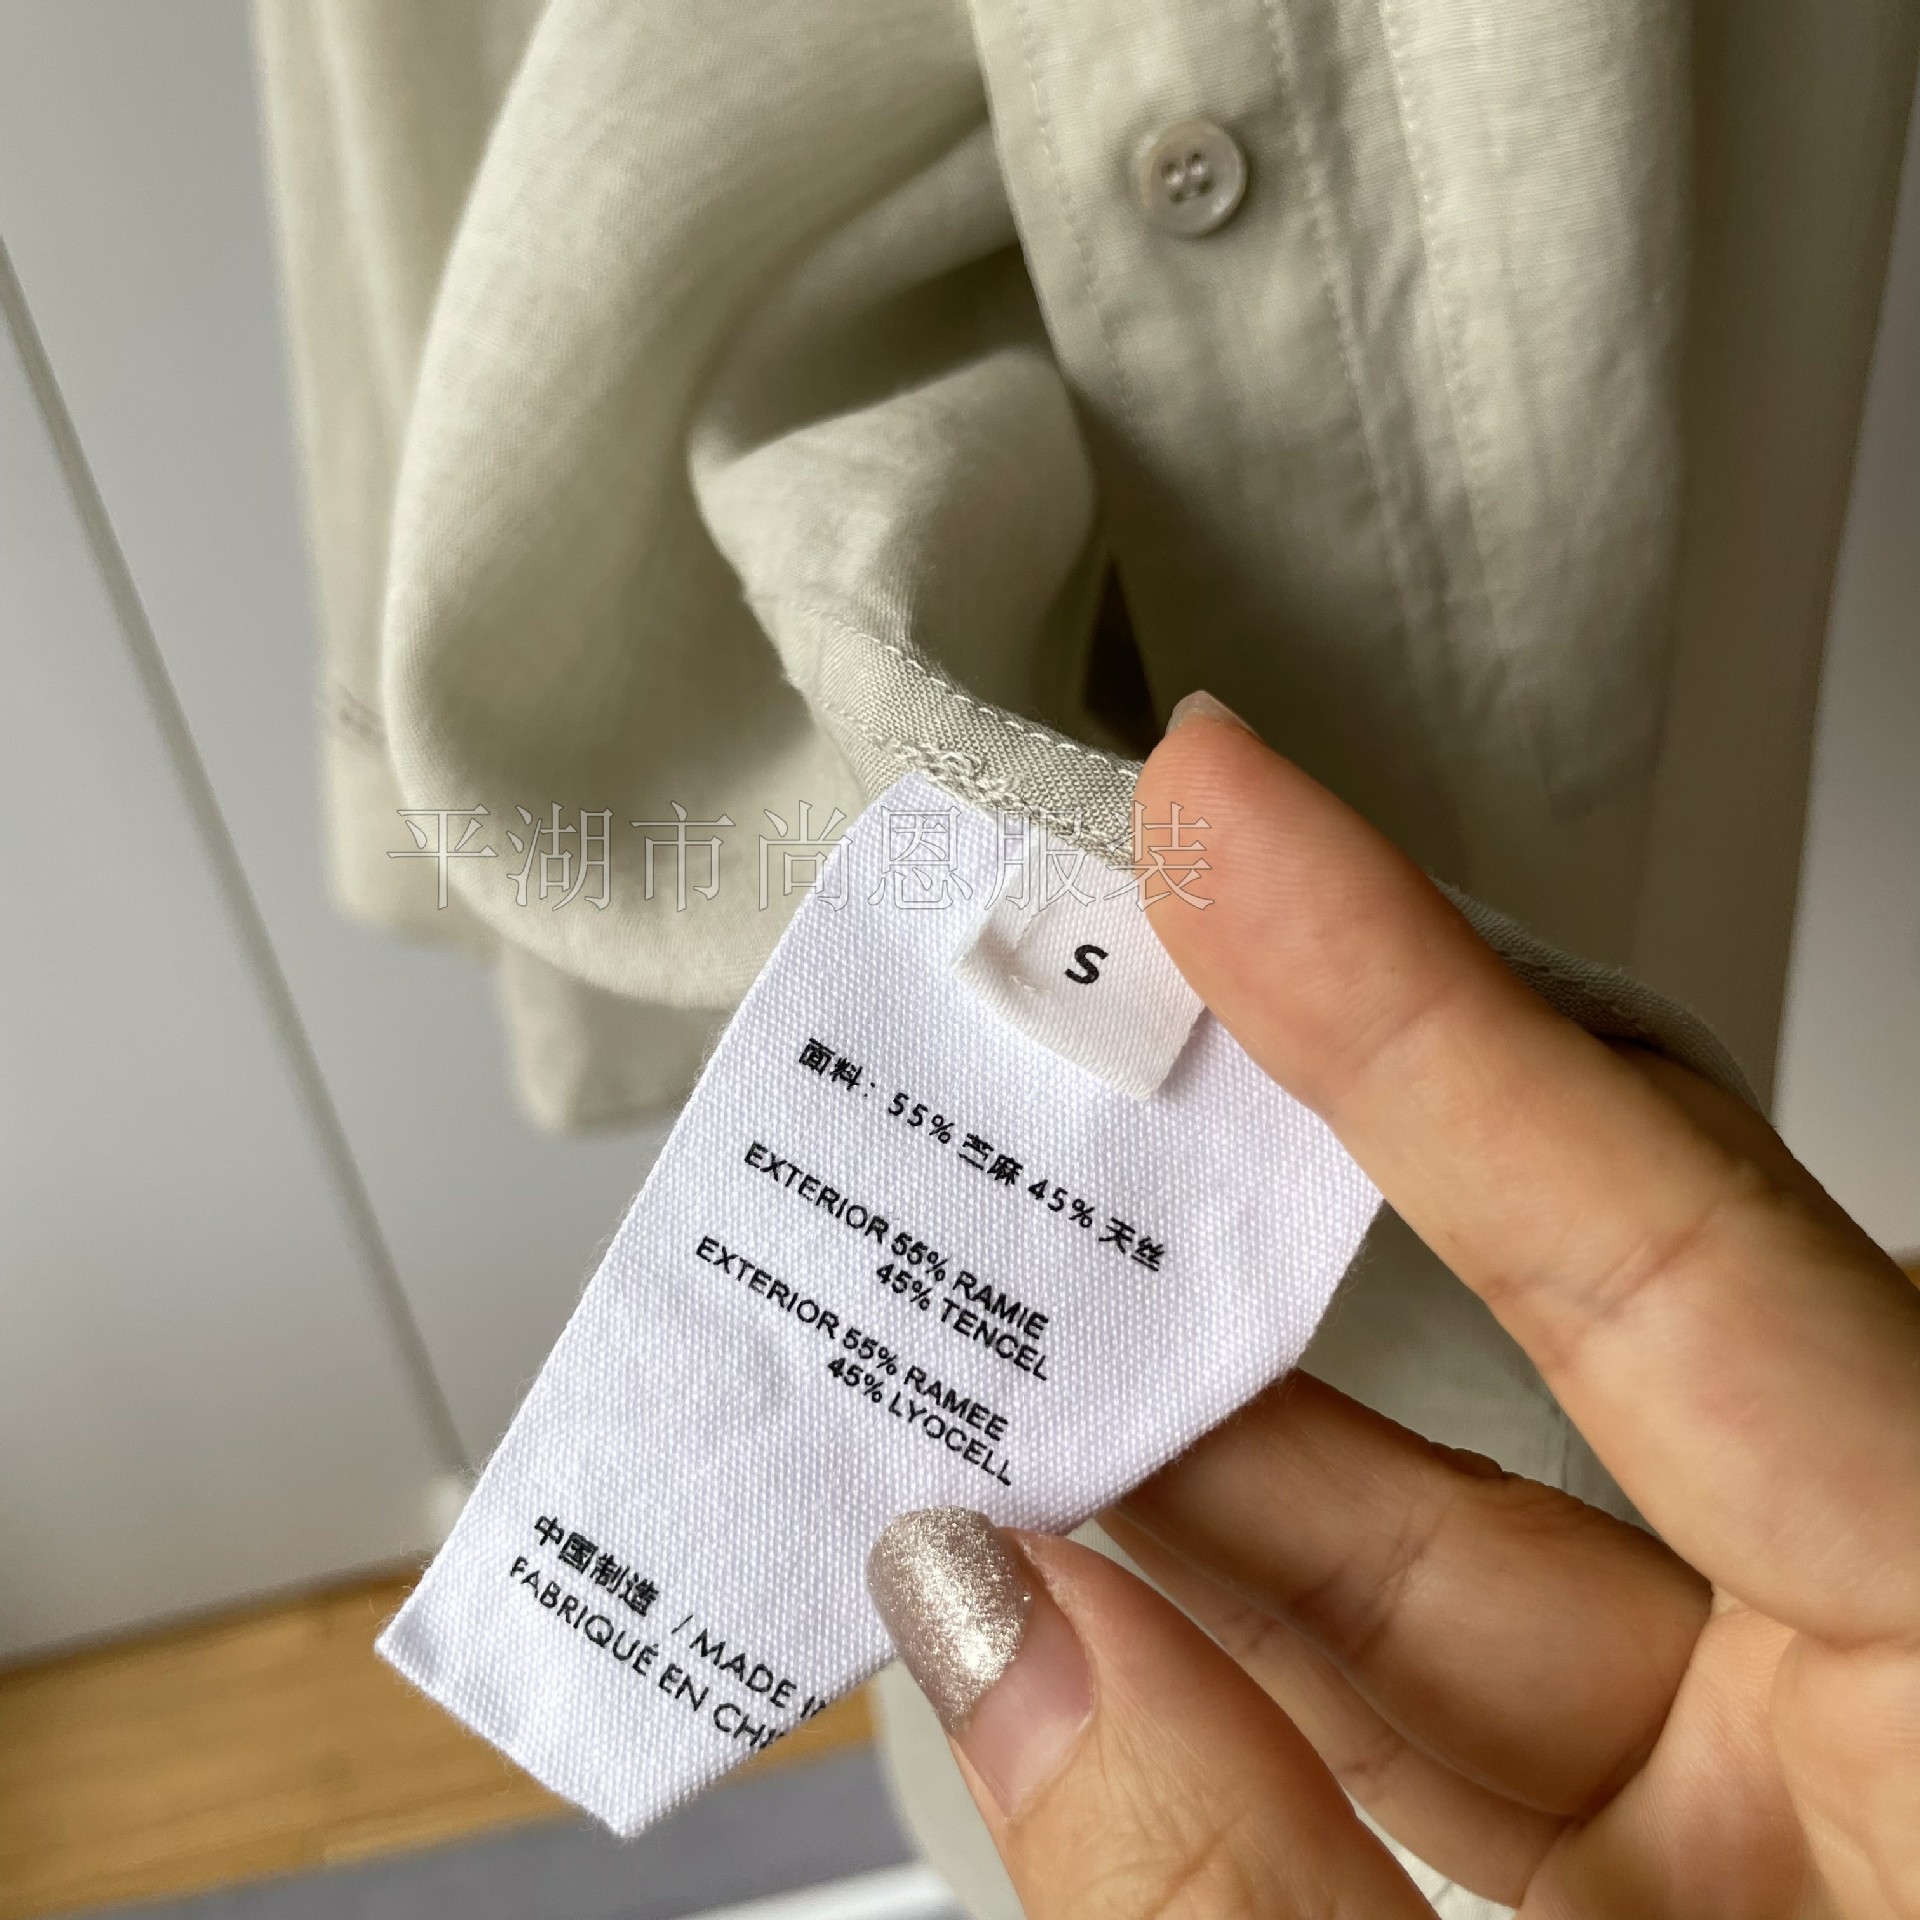 平湖市尚恩服装
S
面料：55% 苎麻 45% 天丝
EXTERIOR 55% RAMIE
45% TENCEL
EXTERIOR 55% RAMEE
45% LYOCELL
中国制造 / MADE
FABRIQUÉ EN